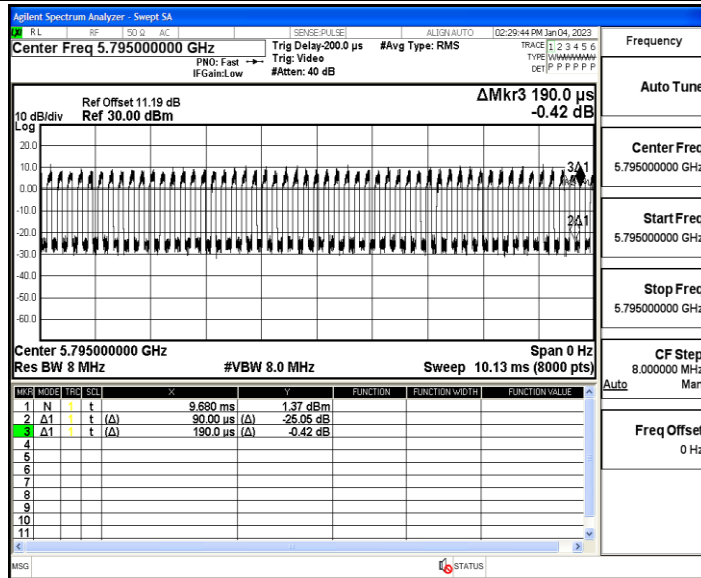 Agilent Spectrum Analyzer - Swept SA
RL RF 50 Ω AC SENSE:PULSE ALIGN AUTO 02:29:44 PM Jan 04, 2023
Center Freq 5.795000000 GHz
PNO: Fast
IFGain:Low
Trig Delay-200.0 µs
Trig: Video
#Atten: 40 dB
#Avg Type: RMS
TRACE 1 2 3 4 5 6
TYPE WWWWWW
DET P P P P P P
ΔMkr3 190.0 µs
-0.42 dB
Ref Offset 11.19 dB
10 dB/div Ref 30.00 dBm
Log
20.0
10.0
0.00
-10.0
-20.0
-30.0
-40.0
-50.0
-60.0
3Δ1
2Δ1
Center 5.795000000 GHz Span 0 Hz
Res BW 8 MHz #VBW 8.0 MHz Sweep 10.13 ms (8000 pts)
MKR MODE TRC SCL X Y FUNCTION FUNCTION WIDTH FUNCTION VALUE
1 N 1 t 9.680 ms 1.37 dBm
2 Δ1 1 t (Δ) 90.00 µs (Δ) -25.05 dB
3 Δ1 1 t (Δ) 190.0 µs (Δ) -0.42 dB
4
5
6
7
8
9
10
11
MSG STATUS
Frequency
Auto Tune
Center Freq
5.795000000 GHz
Start Freq
5.795000000 GHz
Stop Freq
5.795000000 GHz
CF Step
8.000000 MHz
Auto Man
Freq Offset
0 Hz